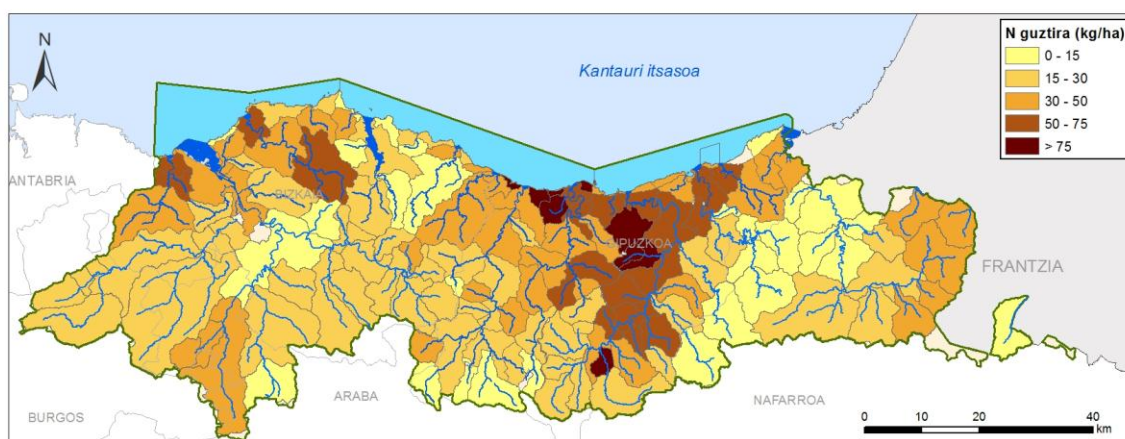 N
Kantauri itsasoa
N guztira (kg/ha)
0 - 15
15 - 30
30 - 50
50 - 75
> 75
ANTABRIA
BIZKAIA
GIPUZKOA
FRANTZIA
ARABA
NAFARROA
BURGOS
0 10 20 40
km